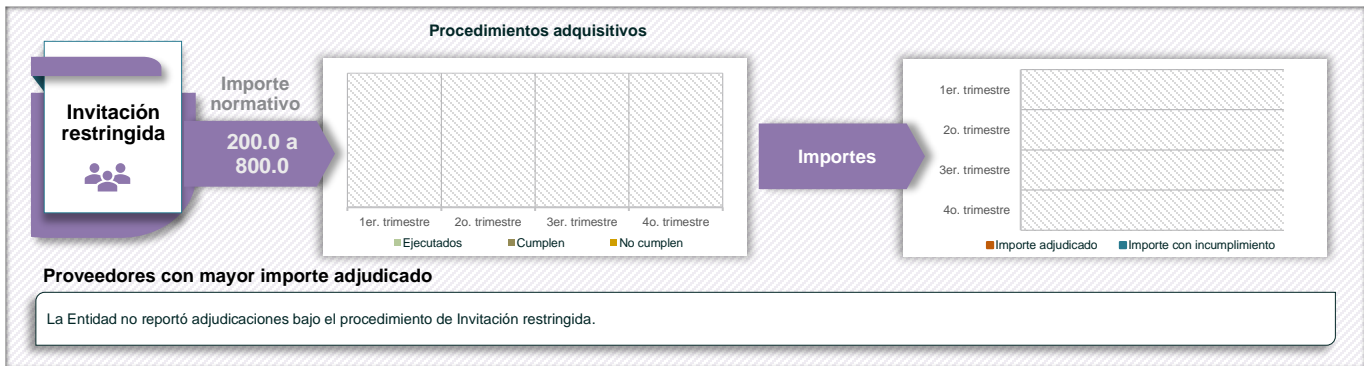 Procedimientos adquisitivos
Invitación
restringida
Importe
normativo
200.0 a
800.0
1er. trimestre 2o. trimestre 3er. trimestre 4o. trimestre
Ejecutados Cumplen No cumplen
Importes
1er. trimestre
2o. trimestre
3er. trimestre
4o. trimestre
Importe adjudicado Importe con incumplimiento
Proveedores con mayor importe adjudicado
La Entidad no reportó adjudicaciones bajo el procedimiento de Invitación restringida.